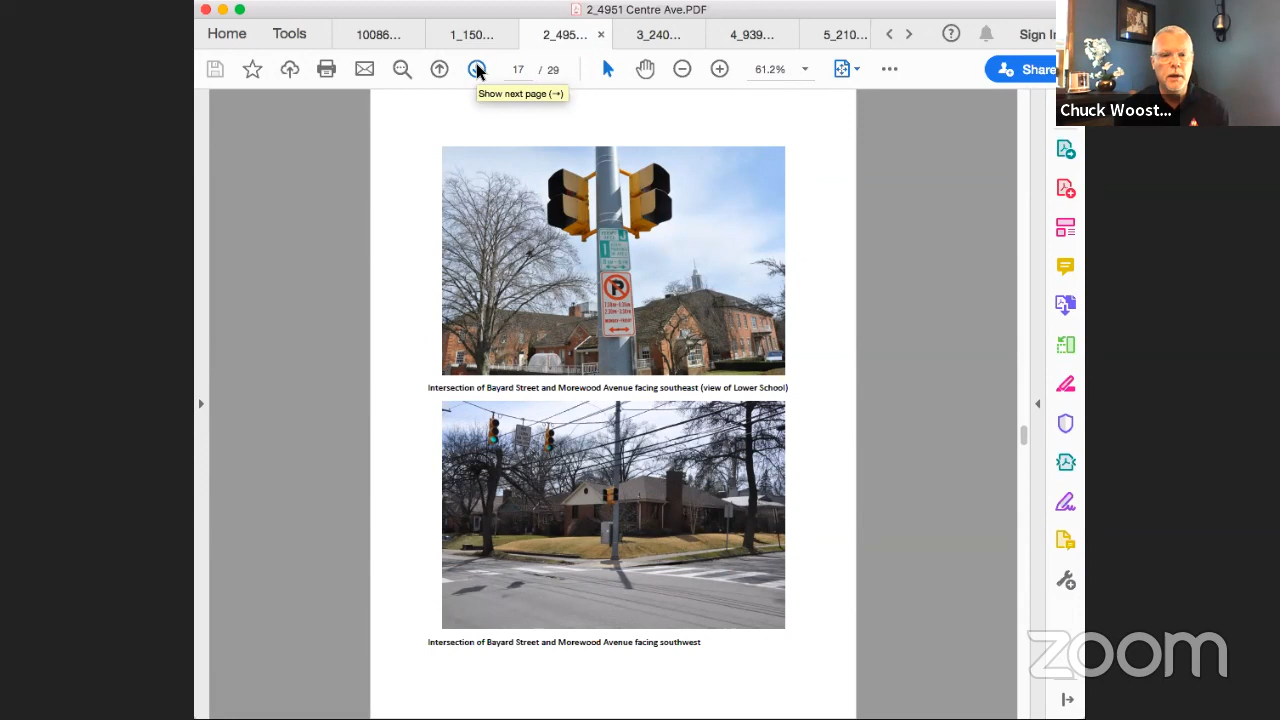 2_4951 Centre Ave.PDF
Home Tools 10086... 1_150... 2_495... × 3_240... 4_939... 5_210... Sign In
17 / 29 61.2% Share
Show next page (→)
Chuck Woost...
Intersection of Bayard Street and Morewood Avenue facing southeast (view of Lower School)
Intersection of Bayard Street and Morewood Avenue facing southwest
zoom